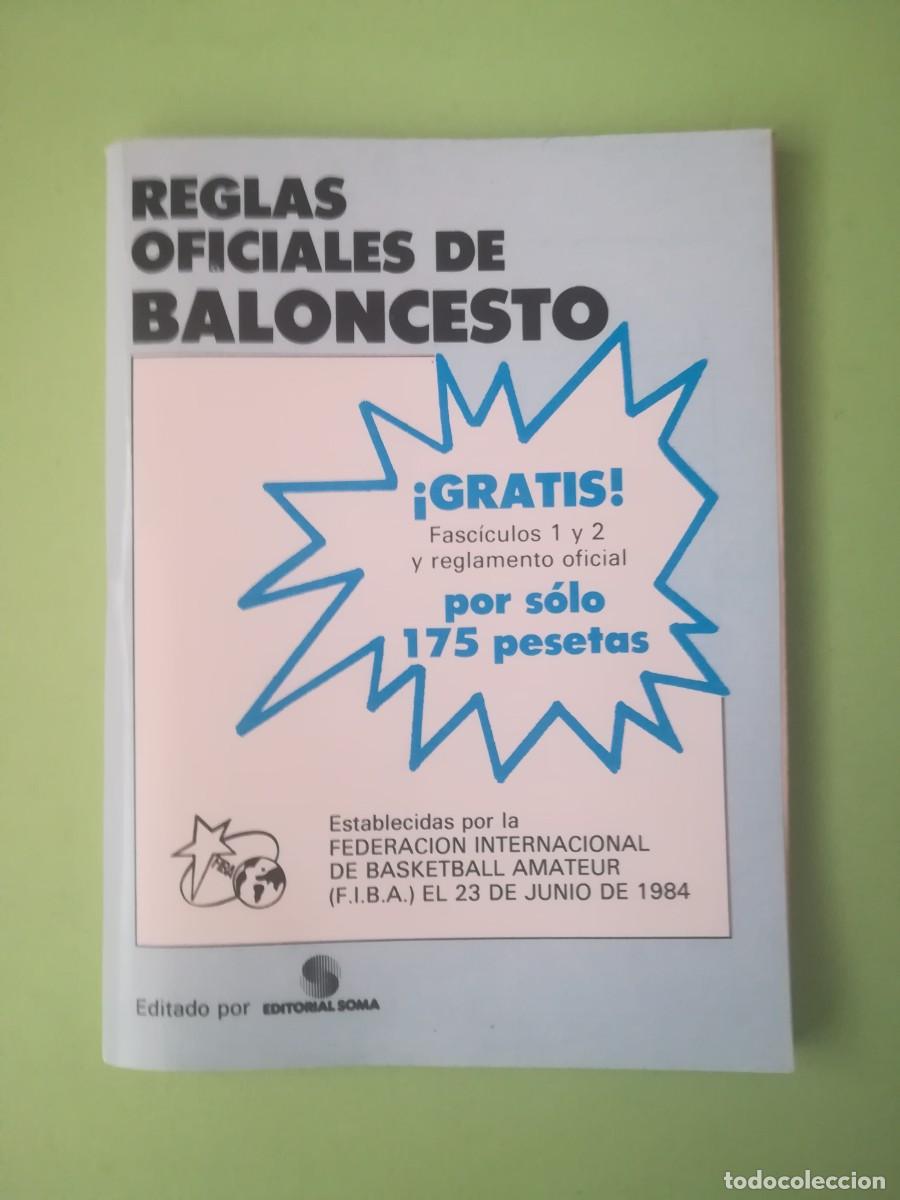 REGLAS
OFICIALES DE
BALONCESTO
¡GRATIS!
Fascículos 1 y 2
y reglamento oficial
por sólo
175 pesetas
FIBA
Establecidas por la
FEDERACION INTERNACIONAL
DE BASKETBALL AMATEUR
(F.I.B.A.) EL 23 DE JUNIO DE 1984
Editado por EDITORIAL SOMA
todocoleccion